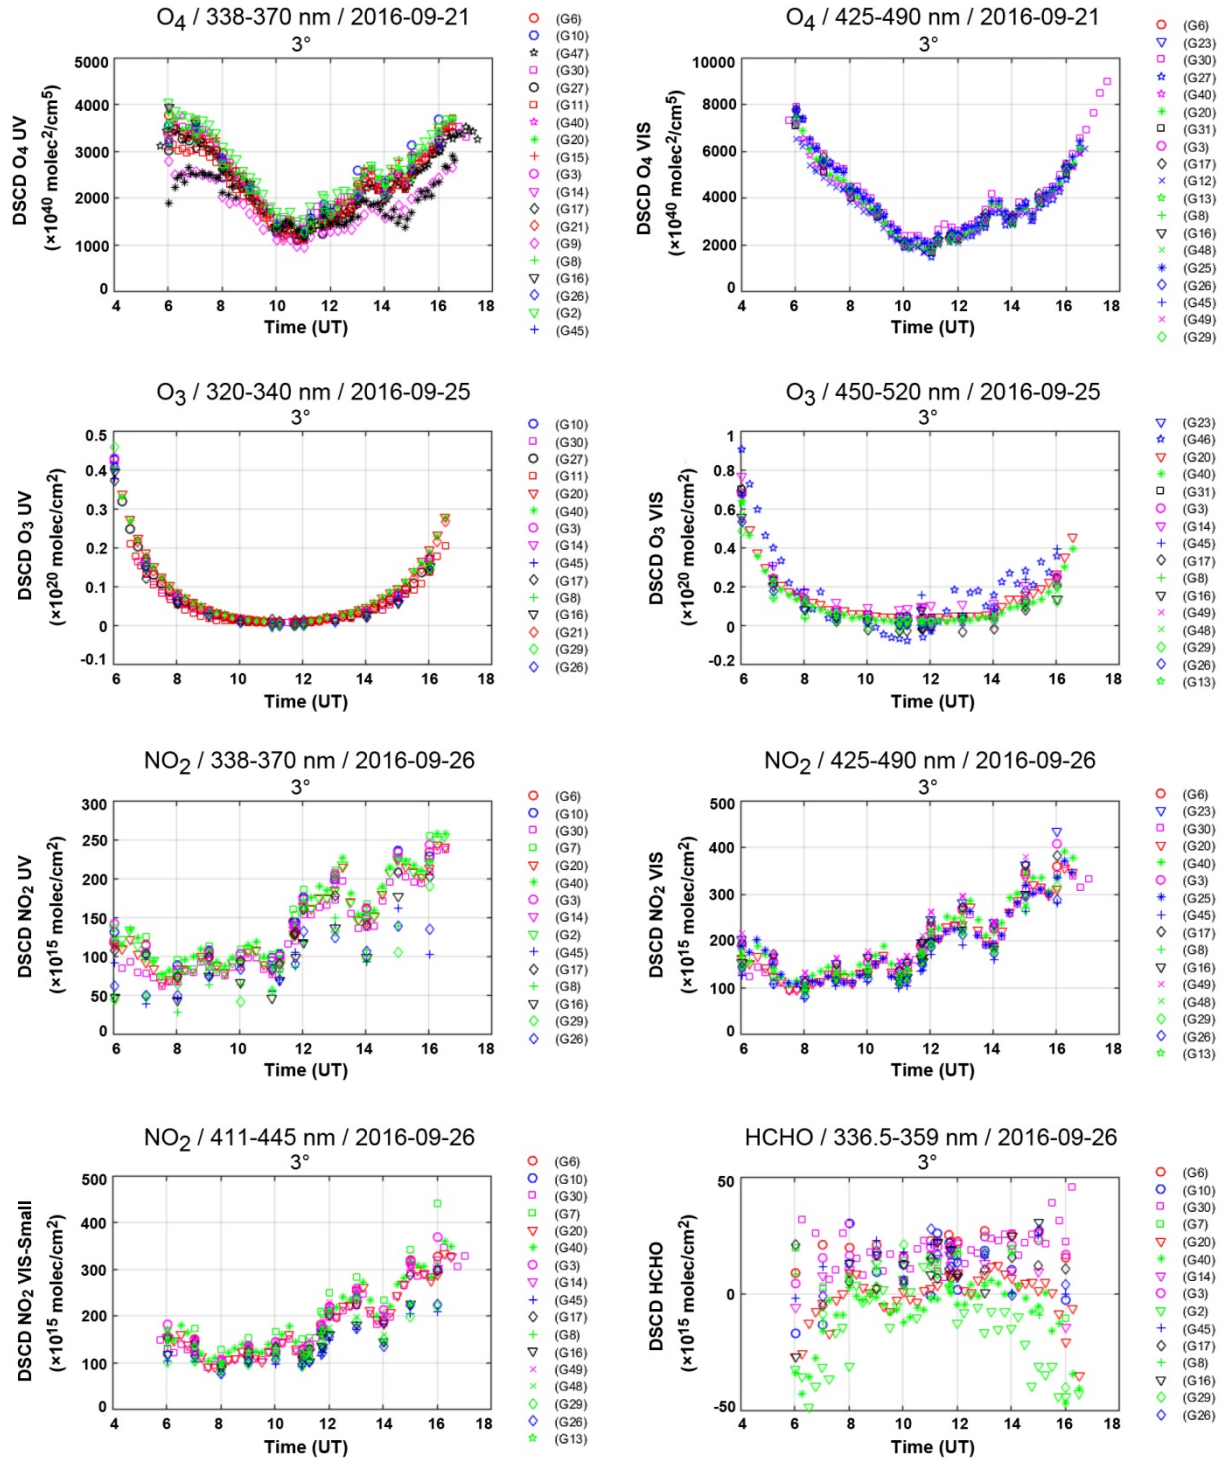 O4 / 338-370 nm / 2016-09-21
3°
DSCD O4 UV
(×10^40 molec^2/cm^5)
5000
4000
3000
2000
1000
0
4 6 8 10 12 14 16 18
Time (UT)
(G6)
(G10)
(G47)
(G30)
(G27)
(G11)
(G40)
(G20)
(G15)
(G3)
(G14)
(G17)
(G21)
(G9)
(G8)
(G16)
(G26)
(G2)
(G45)
O4 / 425-490 nm / 2016-09-21
3°
DSCD O4 VIS
(×10^40 molec^2/cm^5)
10000
8000
6000
4000
2000
0
4 6 8 10 12 14 16 18
Time (UT)
(G6)
(G23)
(G30)
(G27)
(G40)
(G20)
(G31)
(G3)
(G17)
(G12)
(G13)
(G8)
(G16)
(G48)
(G25)
(G26)
(G45)
(G49)
(G29)
O3 / 320-340 nm / 2016-09-25
3°
DSCD O3 UV
(×10^20 molec/cm^2)
0.5
0.4
0.3
0.2
0.1
0
-0.1
6 8 10 12 14 16 18
Time (UT)
(G10)
(G30)
(G27)
(G11)
(G20)
(G40)
(G3)
(G14)
(G45)
(G17)
(G8)
(G16)
(G21)
(G29)
(G26)
O3 / 450-520 nm / 2016-09-25
3°
DSCD O3 VIS
(×10^20 molec/cm^2)
1
0.8
0.6
0.4
0.2
0
-0.2
6 8 10 12 14 16 18
Time (UT)
(G23)
(G46)
(G20)
(G40)
(G31)
(G3)
(G14)
(G45)
(G17)
(G8)
(G16)
(G49)
(G48)
(G29)
(G26)
(G13)
NO2 / 338-370 nm / 2016-09-26
3°
DSCD NO2 UV
(×10^15 molec/cm^2)
300
250
200
150
100
50
0
6 8 10 12 14 16 18
Time (UT)
(G6)
(G10)
(G30)
(G7)
(G20)
(G40)
(G3)
(G14)
(G2)
(G45)
(G17)
(G8)
(G16)
(G29)
(G26)
NO2 / 425-490 nm / 2016-09-26
3°
DSCD NO2 VIS
(×10^15 molec/cm^2)
500
400
300
200
100
0
6 8 10 12 14 16 18
Time (UT)
(G6)
(G23)
(G30)
(G20)
(G40)
(G3)
(G25)
(G45)
(G17)
(G8)
(G16)
(G49)
(G48)
(G29)
(G26)
(G13)
NO2 / 411-445 nm / 2016-09-26
3°
DSCD NO2 VIS-Small
(×10^15 molec/cm^2)
500
400
300
200
100
0
4 6 8 10 12 14 16 18
Time (UT)
(G6)
(G10)
(G30)
(G7)
(G20)
(G40)
(G3)
(G14)
(G45)
(G17)
(G8)
(G16)
(G49)
(G48)
(G29)
(G26)
(G13)
HCHO / 336.5-359 nm / 2016-09-26
3°
DSCD HCHO
(×10^15 molec/cm^2)
50
0
-50
4 6 8 10 12 14 16 18
Time (UT)
(G6)
(G10)
(G30)
(G7)
(G20)
(G40)
(G14)
(G3)
(G2)
(G45)
(G17)
(G8)
(G16)
(G29)
(G26)